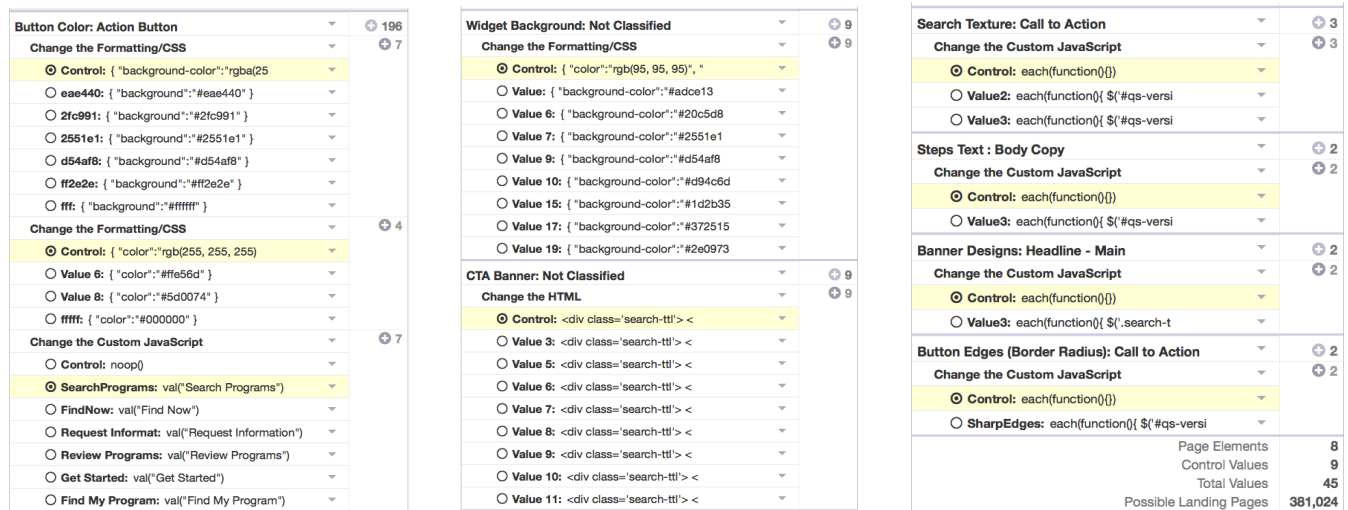 Button Color: Action Button 196
Change the Formatting/CSS 7
Control: { "background-color":"rgba(25
eae440: { "background":"#eae440" }
2fc991: { "background":"#2fc991" }
2551e1: { "background":"#2551e1" }
d54af8: { "background":"#d54af8" }
ff2e2e: { "background":"#ff2e2e" }
fff: { "background":"#ffffff" }
Change the Formatting/CSS 4
Control: { "color":"rgb(255, 255, 255)
Value 6: { "color":"#ffe56d" }
Value 8: { "color":"#5d0074" }
fffff: { "color":"#000000" }
Change the Custom JavaScript 7
Control: noop()
SearchPrograms: val("Search Programs")
FindNow: val("Find Now")
Request Informat: val("Request Information")
Review Programs: val("Review Programs")
Get Started: val("Get Started")
Find My Program: val("Find My Program")
Widget Background: Not Classified 9
Change the Formatting/CSS 9
Control: { "color":"rgb(95, 95, 95)", "
Value: { "background-color":"#adce13
Value 6: { "background-color":"#20c5d8
Value 7: { "background-color":"#2551e1
Value 9: { "background-color":"#d54af8
Value 10: { "background-color":"#d94c6d
Value 15: { "background-color":"#1d2b35
Value 17: { "background-color":"#372515
Value 19: { "background-color":"#2e0973
CTA Banner: Not Classified 9
Change the HTML 9
Control: <div class='search-ttl'> <
Value 3: <div class='search-ttl'> <
Value 5: <div class='search-ttl'> <
Value 6: <div class='search-ttl'> <
Value 7: <div class='search-ttl'> <
Value 8: <div class='search-ttl'> <
Value 9: <div class='search-ttl'> <
Value 10: <div class='search-ttl'> <
Value 11: <div class='search-ttl'> <
Search Texture: Call to Action 3
Change the Custom JavaScript 3
Control: each(function(){})
Value2: each(function(){ $('#qs-versi
Value3: each(function(){ $('#qs-versi
Steps Text : Body Copy 2
Change the Custom JavaScript 2
Control: each(function(){})
Value3: each(function(){ $('#qs-versi
Banner Designs: Headline - Main 2
Change the Custom JavaScript 2
Control: each(function(){})
Value3: each(function(){ $('.search-t
Button Edges (Border Radius): Call to Action 2
Change the Custom JavaScript 2
Control: each(function(){})
SharpEdges: each(function(){ $('#qs-versi
Page Elements 8
Control Values 9
Total Values 45
Possible Landing Pages 381,024